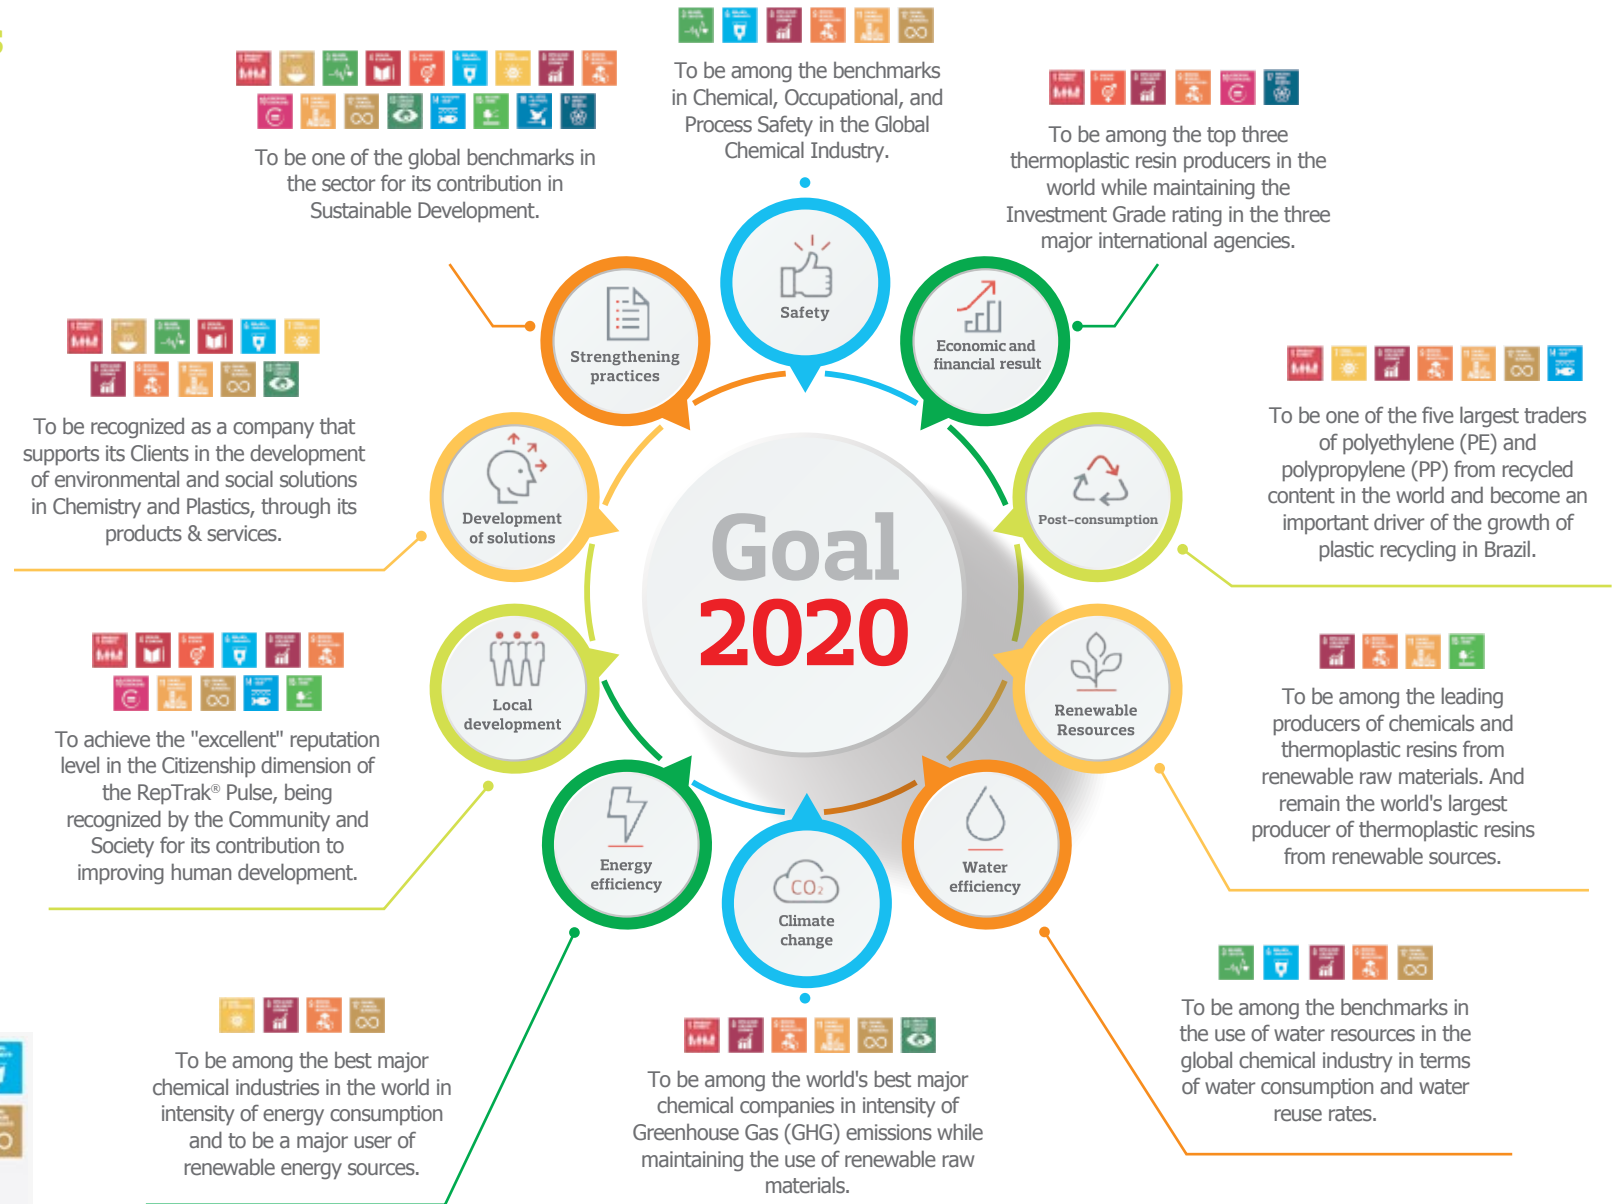 To be among the benchmarks
in Chemical, Occupational, and
Process Safety in the Global
Chemical Industry.
To be one of the global benchmarks in
the sector for its contribution in
Sustainable Development.
To be among the top three
thermoplastic resin producers in the
world while maintaining the
Investment Grade rating in the three
major international agencies.
Safety
Strengthening
practices
Economic and
financial result
To be recognized as a company that
supports its Clients in the development
of environmental and social solutions
in Chemistry and Plastics, through its
products & services.
To be one of the five largest traders
of polyethylene (PE) and
polypropylene (PP) from recycled
content in the world and become an
important driver of the growth of
plastic recycling in Brazil.
Development
of solutions
Post-consumption
Goal
2020
Local
development
Renewable
Resources
To achieve the "excellent" reputation
level in the Citizenship dimension of
the RepTrak® Pulse, being
recognized by the Community and
Society for its contribution to
improving human development.
To be among the leading
producers of chemicals and
thermoplastic resins from
renewable raw materials. And
remain the world's largest
producer of thermoplastic resins
from renewable sources.
Energy
efficiency
CO₂
Climate
change
Water
efficiency
To be among the best major
chemical industries in the world in
intensity of energy consumption
and to be a major user of
renewable energy sources.
To be among the world's best major
chemical companies in intensity of
Greenhouse Gas (GHG) emissions while
maintaining the use of renewable raw
materials.
To be among the benchmarks in
the use of water resources in the
global chemical industry in terms
of water consumption and water
reuse rates.